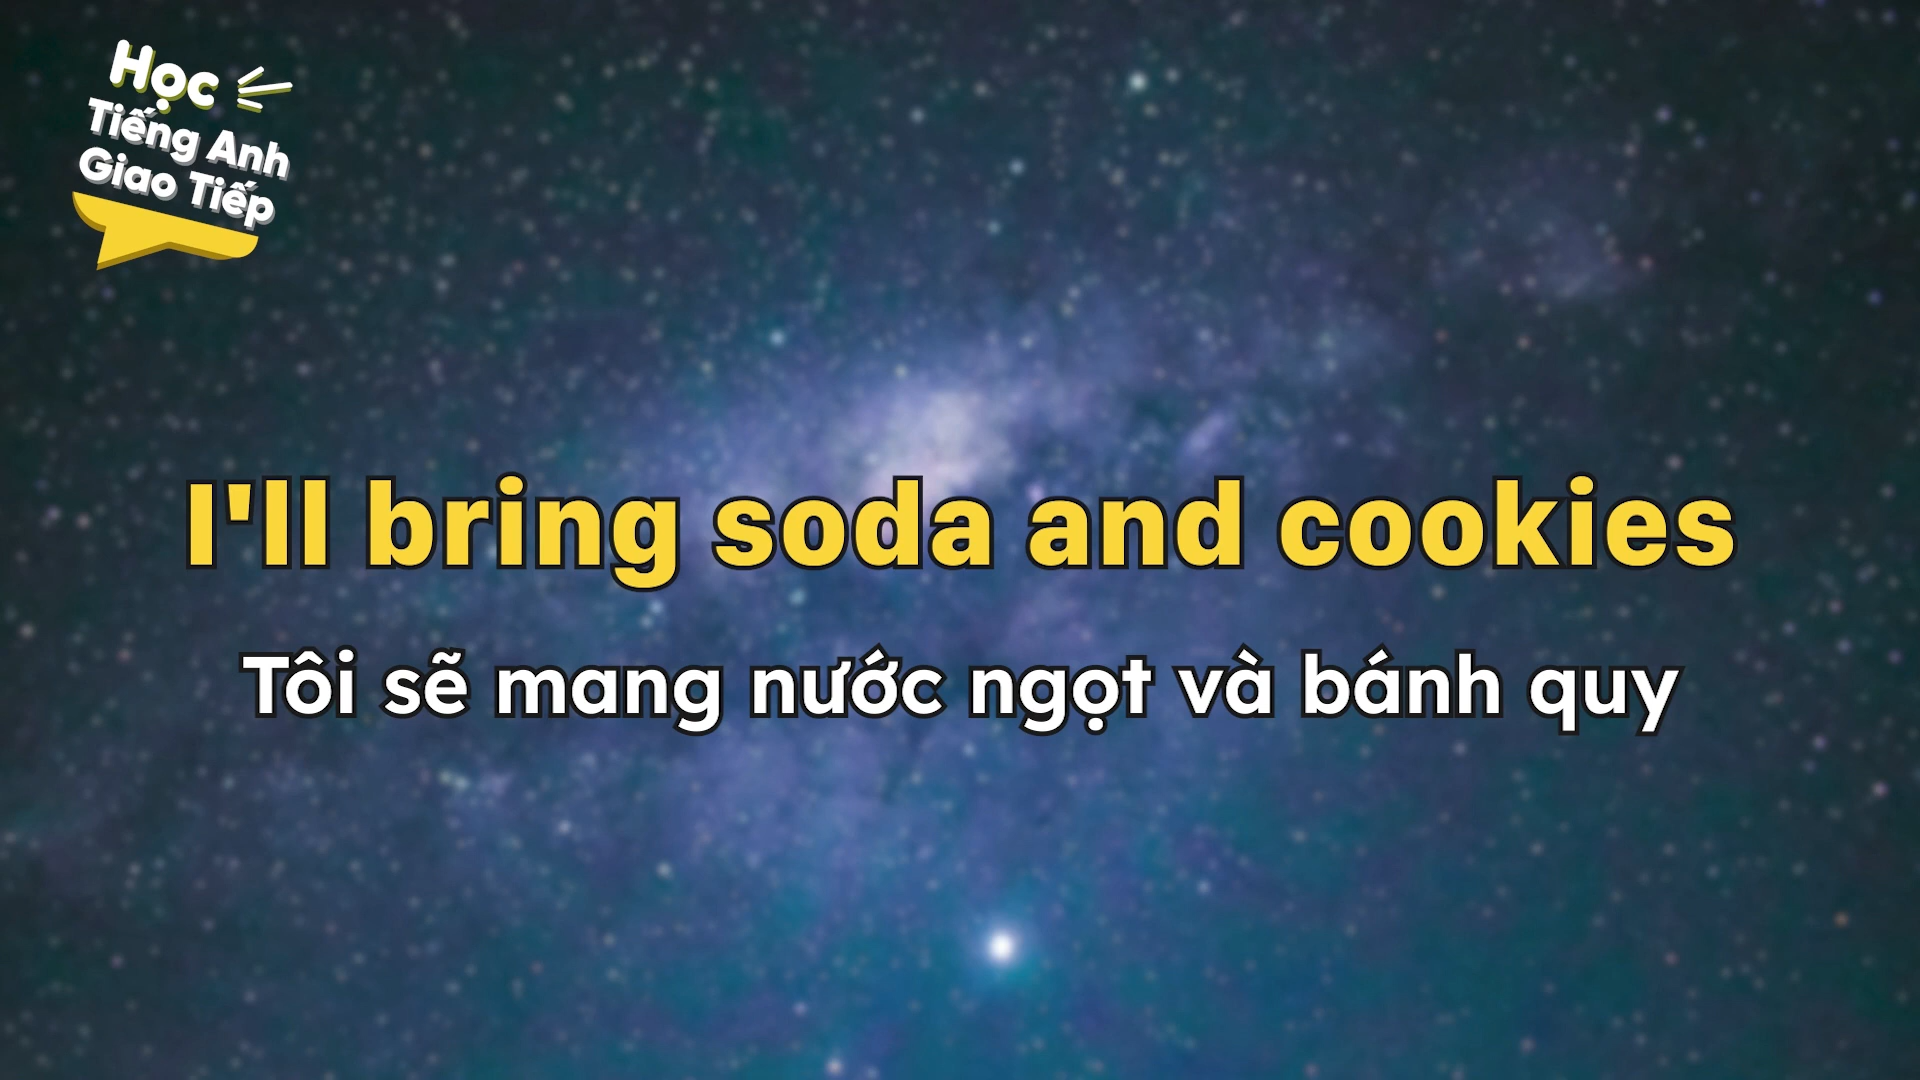 Học
Tiếng Anh
Giao Tiếp
I'll bring soda and cookies
Tôi sẽ mang nước ngọt và bánh quy